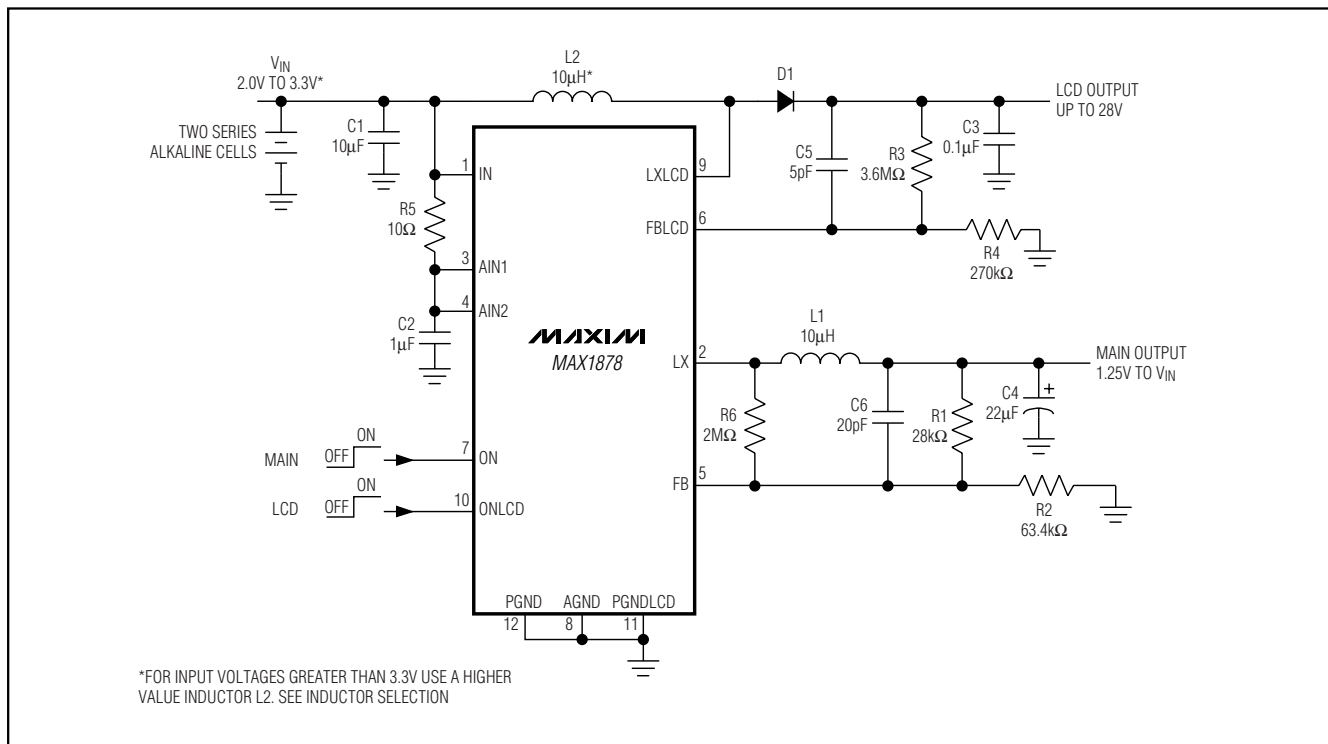 V_IN
2.0V TO 3.3V*
TWO SERIES
ALKALINE CELLS
C1
10μF
L2
10μH*
D1
LCD OUTPUT
UP TO 28V
C5
5pF
R3
3.6MΩ
C3
0.1μF
1
IN
LXLCD
9
R5
10Ω
FBLCD
6
R4
270kΩ
3
AIN1
4
AIN2
C2
1μF
MAXIM
MAX1878
LX
2
L1
10μH
MAIN OUTPUT
1.25V TO V_IN
R6
2MΩ
C6
20pF
R1
28kΩ
C4
+
22μF
MAIN
OFF
ON
7
ON
LCD
OFF
ON
10
ONLCD
FB
5
R2
63.4kΩ
PGND
AGND
PGNDLCD
12
8
11
*FOR INPUT VOLTAGES GREATER THAN 3.3V USE A HIGHER
VALUE INDUCTOR L2. SEE INDUCTOR SELECTION